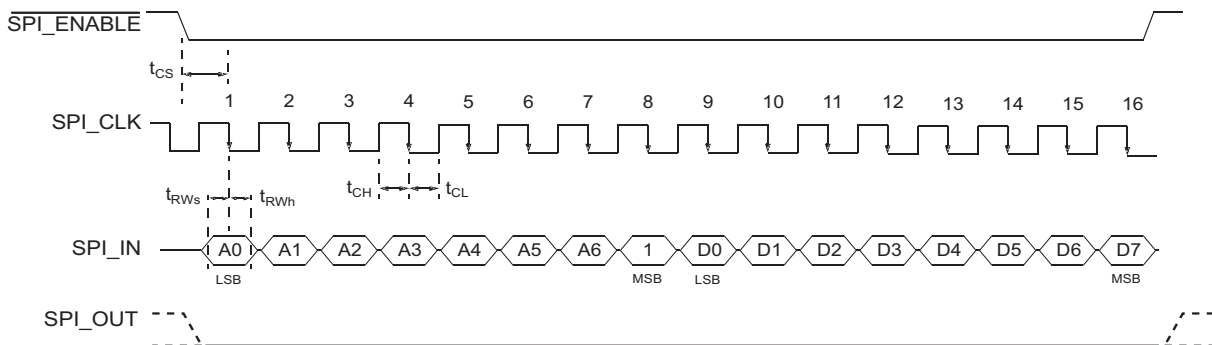 SPI_ENABLE
tCS
1 2 3 4 5 6 7 8 9 10 11 12 13 14 15 16
SPI_CLK
tRWs tRWh tCH tCL
SPI_IN A0 A1 A2 A3 A4 A5 A6 1 D0 D1 D2 D3 D4 D5 D6 D7
LSB MSB LSB MSB
SPI_OUT